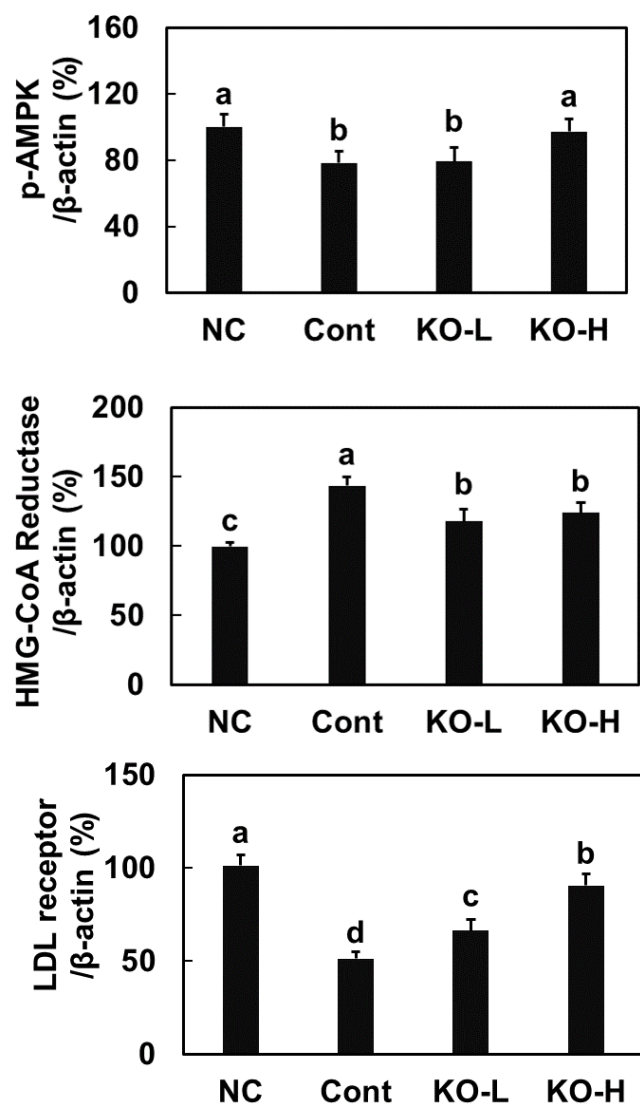 p-AMPK
/β-actin (%)
160
120
80
40
0
a
b
b
a
NC Cont KO-L KO-H
HMG-CoA Reductase
/β-actin (%)
200
150
100
50
0
c
a
b
b
NC Cont KO-L KO-H
LDL receptor
/β-actin (%)
150
100
50
0
a
d
c
b
NC Cont KO-L KO-H